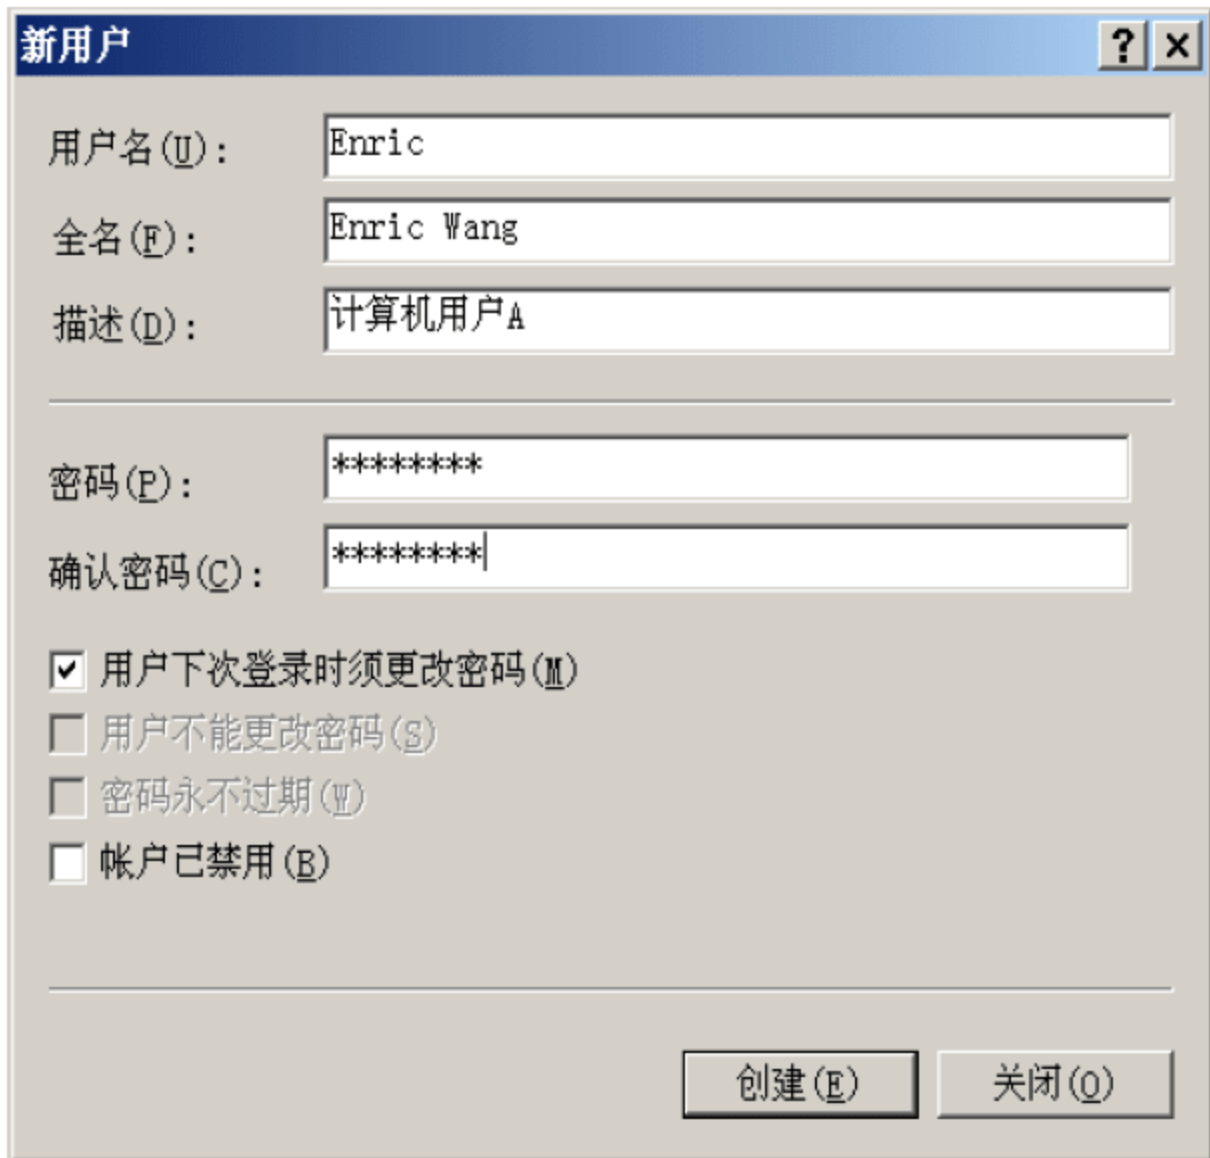 新用户
用户名(U): Enric
全名(F): Enric Wang
描述(D): 计算机用户A
密码(P): ********
确认密码(C): ********
用户下次登录时须更改密码(M)
用户不能更改密码(S)
密码永不过期(W)
帐户已禁用(B)
创建(E) 关闭(O)